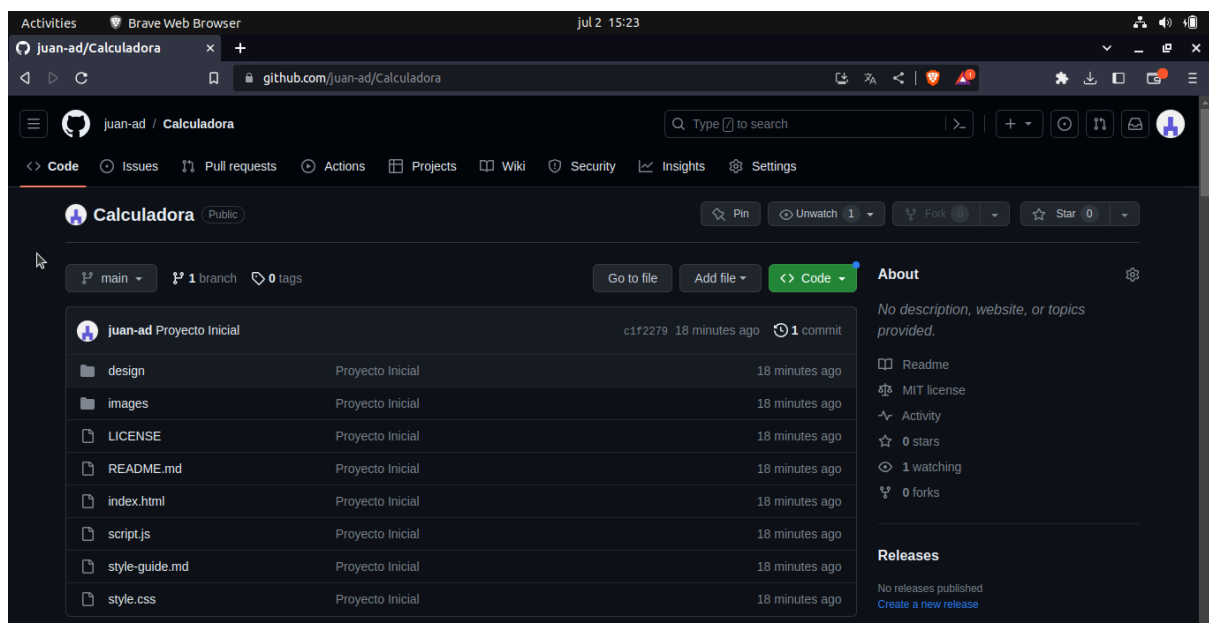 Activities Brave Web Browser jul 2 15:23
juan-ad/Calculadora
github.com/juan-ad/Calculadora
juan-ad / Calculadora Type / to search
Code Issues Pull requests Actions Projects Wiki Security Insights Settings
Calculadora Public Pin Unwatch 1 Fork 0 Star 0
main 1 branch 0 tags Go to file Add file Code
juan-ad Proyecto Inicial c1f2279 18 minutes ago 1 commit
design Proyecto Inicial 18 minutes ago
images Proyecto Inicial 18 minutes ago
LICENSE Proyecto Inicial 18 minutes ago
README.md Proyecto Inicial 18 minutes ago
index.html Proyecto Inicial 18 minutes ago
script.js Proyecto Inicial 18 minutes ago
style-guide.md Proyecto Inicial 18 minutes ago
style.css Proyecto Inicial 18 minutes ago
About
No description, website, or topics
provided.
Readme
MIT license
Activity
0 stars
1 watching
0 forks
Releases
No releases published
Create a new release